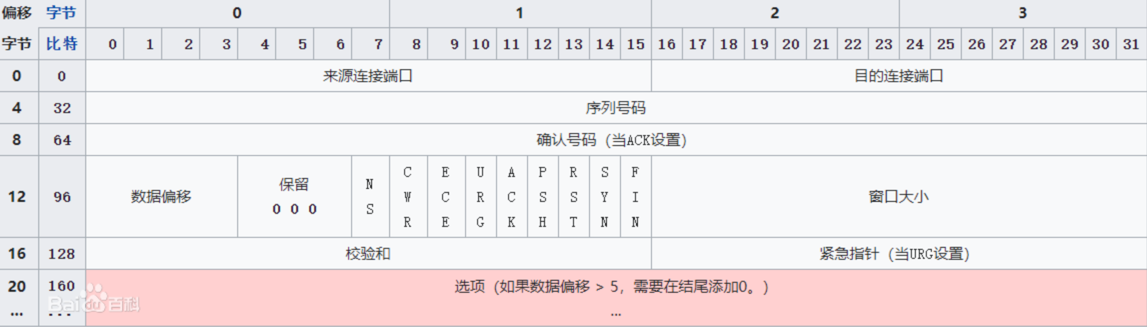 偏移 字节 0 1 2 3
字节 比特 0 1 2 3 4 5 6 7 8 9 10 11 12 13 14 15 16 17 18 19 20 21 22 23 24 25 26 27 28 29 30 31
0 0 来源连接端口 目的连接端口
4 32 序列号码
8 64 确认号码（当ACK设置）
12 96 数据偏移 保留 0 0 0 NS CWR ECE URG ACK PSH RST SYN FIN 窗口大小
16 128 校验和 紧急指针（当URG设置）
20 160 选项（如果数据偏移 > 5，需要在结尾添加0。）
... ... ...
Bai百科